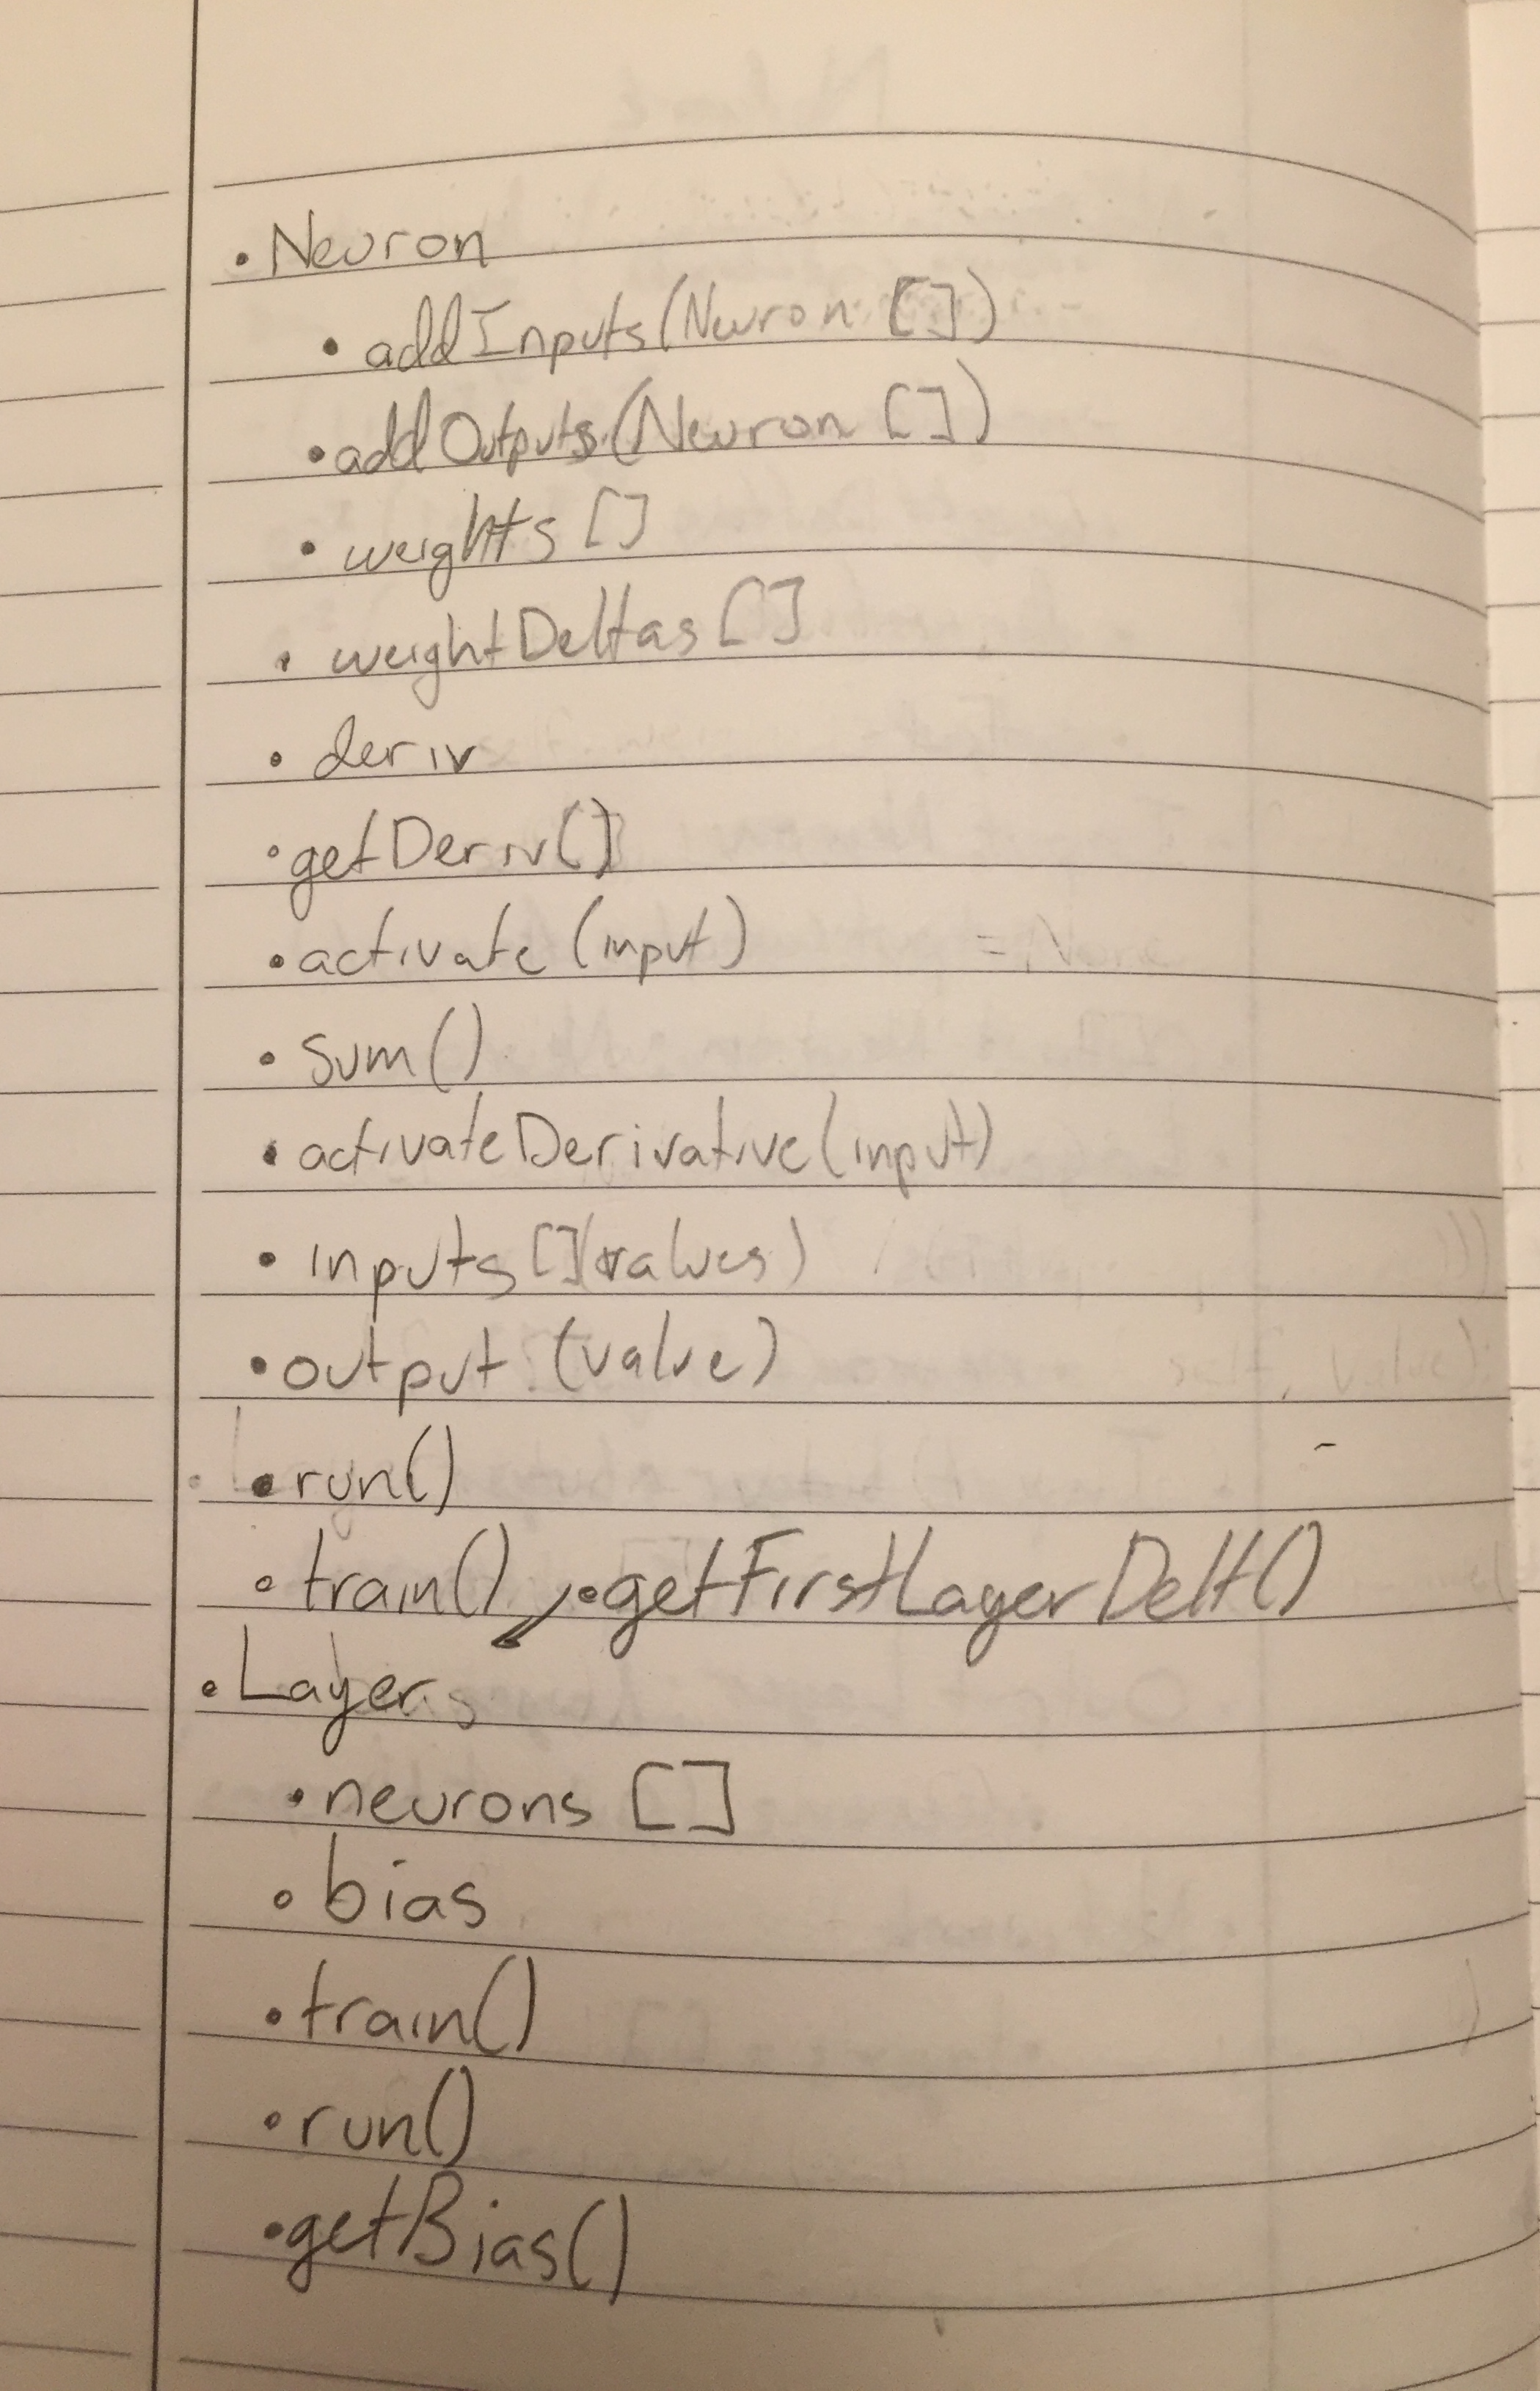 • Neuron
• addInputs(Neuron [])
• addOutputs(Neuron [])
• weights []
• weightDeltas []
• deriv
• getDeriv()
• activate (input)
• sum()
• activateDerivative(input)
• inputs [](values)
• output (value)
• run()
• train() • getFirstLayerDelt()
• Layers
• neurons []
• bias
• train()
• run()
• getBias()